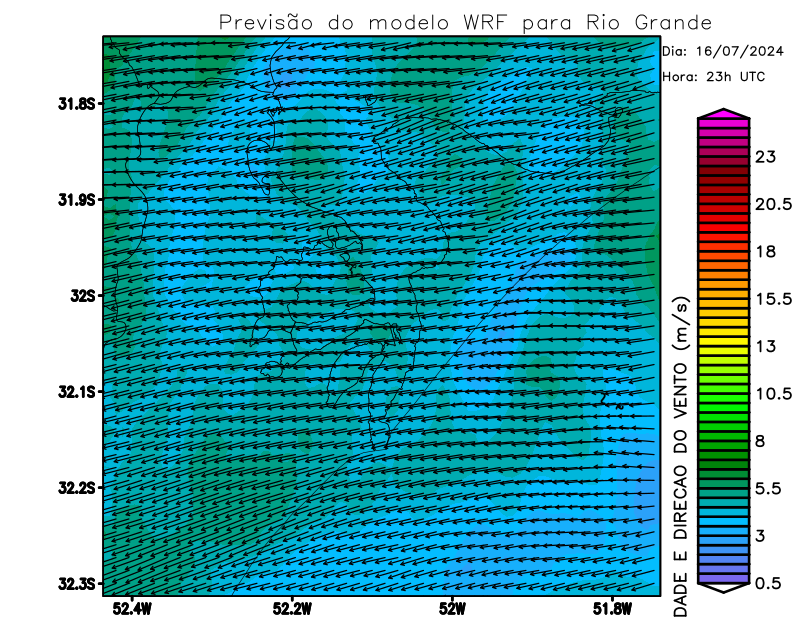 Previsão do modelo WRF para Rio Grande
Dia: 16/07/2024
Hora: 23h UTC
31.8S
31.9S
32S
32.1S
32.2S
32.3S
52.4W
52.2W
52W
51.8W
DADE E DIRECAO DO VENTO (m/s)
23
20.5
18
15.5
13
10.5
8
5.5
3
0.5